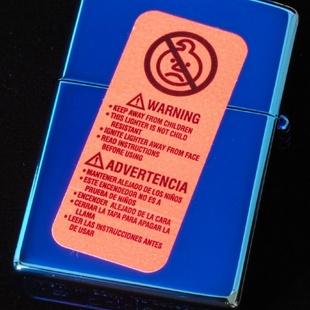 WARNING
• KEEP AWAY FROM CHILDREN
• THIS LIGHTER IS NOT CHILD
RESISTANT
• IGNITE LIGHTER AWAY FROM FACE
• READ INSTRUCTIONS
BEFORE USING
ADVERTENCIA
• MANTENER ALEJADO DE LOS NIÑOS
• ESTE ENCENDEDOR NO ES A
PRUEBA DE NIÑOS
• ENCENDER ALEJADO DE LA CARA
• CERRAR LA TAPA PARA APAGAR LA
LLAMA
• LEER LAS INSTRUCCIONES ANTES
DE USAR